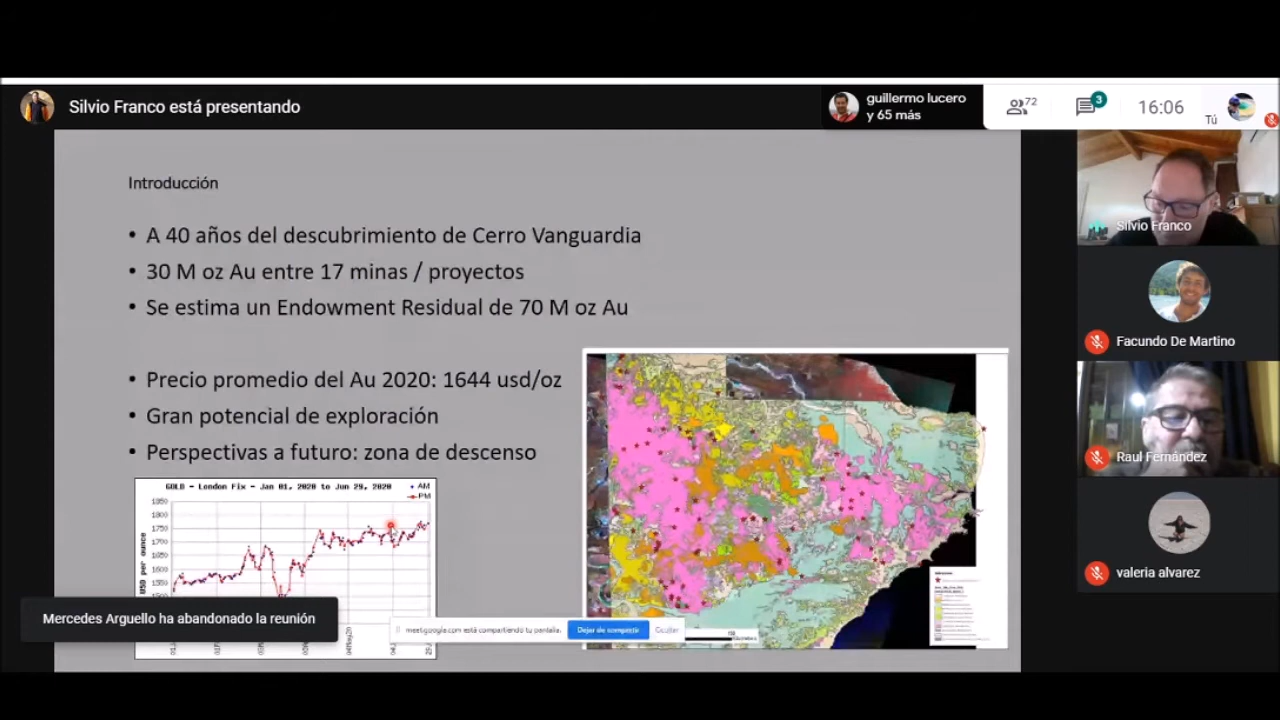 Silvio Franco está presentando
guillermo lucero
y 65 más
72
3
16:06
Tú
Introducción
• A 40 años del descubrimiento de Cerro Vanguardia
• 30 M oz Au entre 17 minas / proyectos
• Se estima un Endowment Residual de 70 M oz Au
• Precio promedio del Au 2020: 1644 usd/oz
• Gran potencial de exploración
• Perspectivas a futuro: zona de descenso
GOLD - London Fix - Jan 01, 2020 to Jun 29, 2020
AM
PM
USD per ounce
1850
1750
1650
1550
Mercedes Arguello ha abandonado reunión
meet.google.com está compartiendo tu pantalla.
Dejar de compartir
Ocultar
Silvio Franco
Facundo De Martino
Raul Fernández
valeria alvarez